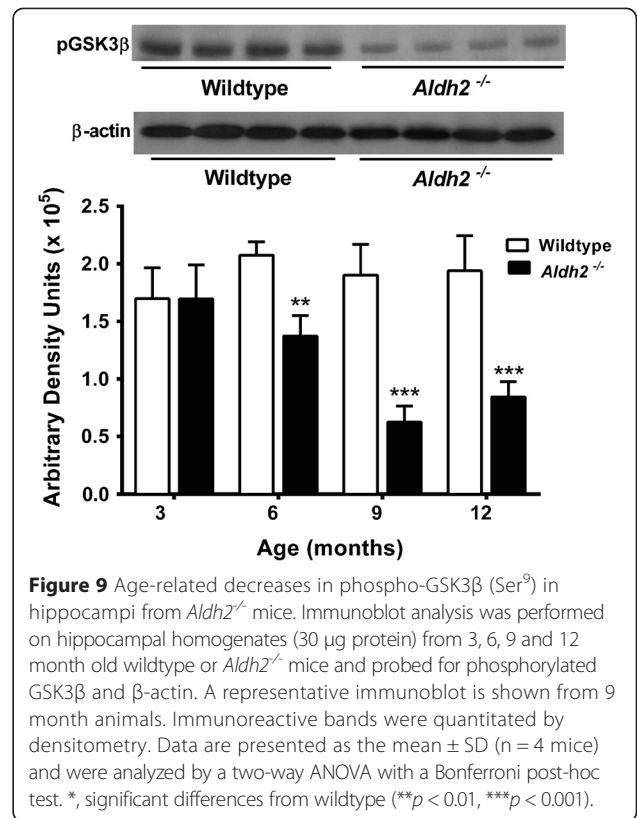 pGSK3β
Wildtype Aldh2 -/-
β-actin
Wildtype Aldh2 -/-
2.5
2.0
1.5
1.0
0.5
0.0
Arbitrary Density Units (x 10⁵)
Wildtype
Aldh2 -/-
**
***
***
3 6 9 12
Age (months)
Figure 9 Age-related decreases in phospho-GSK3β (Ser⁹) in
hippocampi from Aldh2⁻/⁻ mice. Immunoblot analysis was performed
on hippocampal homogenates (30 μg protein) from 3, 6, 9 and 12
month old wildtype or Aldh2⁻/⁻ mice and probed for phosphorylated
GSK3β and β-actin. A representative immunoblot is shown from 9
month animals. Immunoreactive bands were quantitated by
densitometry. Data are presented as the mean ± SD (n = 4 mice)
and were analyzed by a two-way ANOVA with a Bonferroni post-hoc
test. *, significant differences from wildtype (**p < 0.01, ***p < 0.001).